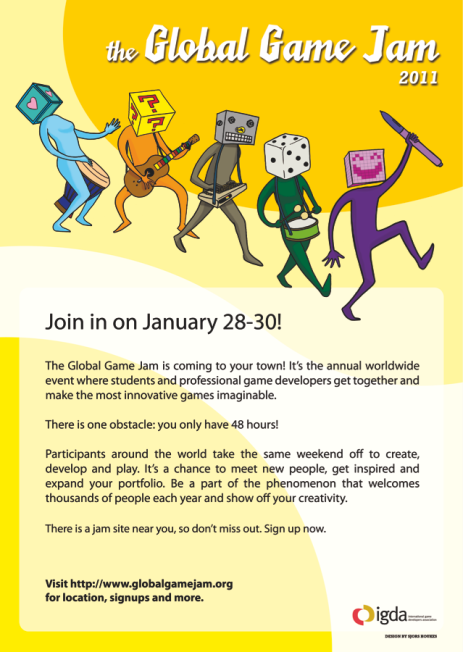 the Global Game Jam
2011
? ?
?
Join in on January 28-30!
The Global Game Jam is coming to your town! It's the annual worldwide
event where students and professional game developers get together and
make the most innovative games imaginable.
There is one obstacle: you only have 48 hours!
Participants around the world take the same weekend off to create,
develop and play. It's a chance to meet new people, get inspired and
expand your portfolio. Be a part of the phenomenon that welcomes
thousands of people each year and show off your creativity.
There is a jam site near you, so don't miss out. Sign up now.
Visit http://www.globalgamejam.org
for location, signups and more.
igda
international game
developers association
DESIGN BY SJORS HOUKES